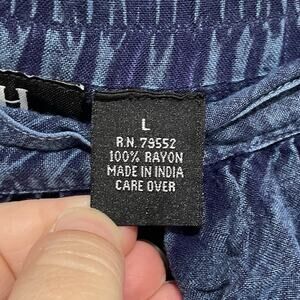 H
L
R.N. 79552
100% RAYON
MADE IN INDIA
CARE OVER